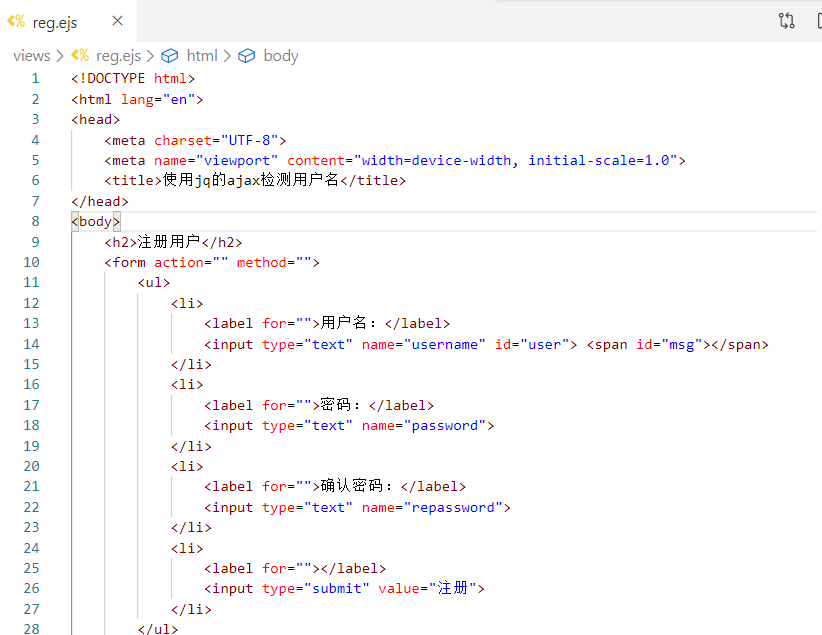 reg.ejs
views > reg.ejs > html > body
1 <!DOCTYPE html>
2 <html lang="en">
3 <head>
4     <meta charset="UTF-8">
5     <meta name="viewport" content="width=device-width, initial-scale=1.0">
6     <title>使用jq的ajax检测用户名</title>
7 </head>
8 <body>
9     <h2>注册用户</h2>
10     <form action="" method="">
11         <ul>
12             <li>
13                 <label for="">用户名：</label>
14                 <input type="text" name="username" id="user"> <span id="msg"></span>
15             </li>
16             <li>
17                 <label for="">密码：</label>
18                 <input type="text" name="password">
19             </li>
20             <li>
21                 <label for="">确认密码：</label>
22                 <input type="text" name="repassword">
23             </li>
24             <li>
25                 <label for=""></label>
26                 <input type="submit" value="注册">
27             </li>
28         </ul>